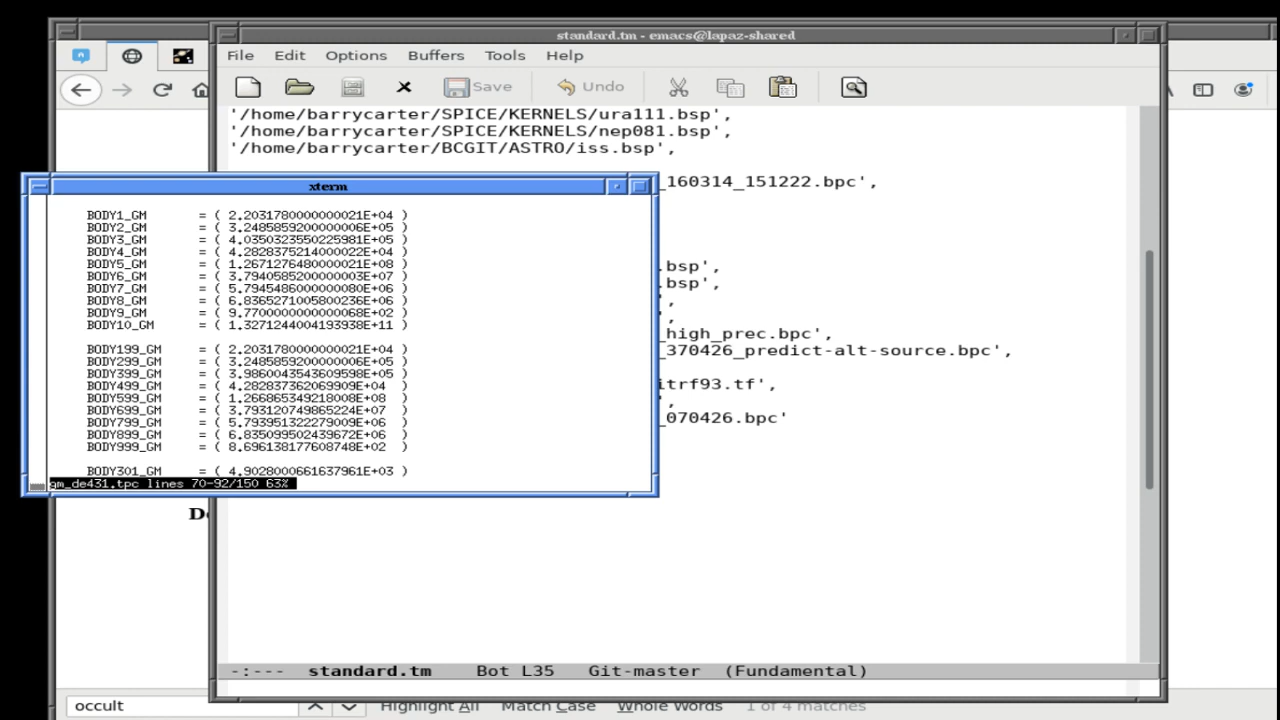 standard.tm - emacs@lapaz-shared
File Edit Options Buffers Tools Help
Save Undo
'/home/barrycarter/SPICE/KERNELS/ura111.bsp',
'/home/barrycarter/SPICE/KERNELS/nep081.bsp',
'/home/barrycarter/BCGIT/ASTRO/iss.bsp',
_160314_151222.bpc',
.bsp',
.bsp',
',
_high_prec.bpc',
_370426_predict-alt-source.bpc',
itrf93.tf',
',
_070426.bpc'
xterm
BODY1_GM = ( 2.2031780000000021E+04 )
BODY2_GM = ( 3.2485859200000006E+05 )
BODY3_GM = ( 4.0350323550225981E+05 )
BODY4_GM = ( 4.2828375214000022E+04 )
BODY5_GM = ( 1.2671276480000021E+08 )
BODY6_GM = ( 3.7940585200000003E+07 )
BODY7_GM = ( 5.7945486000000080E+06 )
BODY8_GM = ( 6.8365271005800236E+06 )
BODY9_GM = ( 9.7700000000000068E+02 )
BODY10_GM = ( 1.3271244004193938E+11 )
BODY199_GM = ( 2.2031780000000021E+04 )
BODY299_GM = ( 3.2485859200000006E+05 )
BODY399_GM = ( 3.9860043543609598E+05 )
BODY499_GM = ( 4.282837362069909E+04 )
BODY599_GM = ( 1.266865349218008E+08 )
BODY699_GM = ( 3.793120749865224E+07 )
BODY799_GM = ( 5.793951322279009E+06 )
BODY899_GM = ( 6.835099502439672E+06 )
BODY999_GM = ( 8.696138177608748E+02 )
BODY301_GM = ( 4.9028000661637961E+03 )
gm_de431.tpc lines 70-92/150 63%
-:--- standard.tm Bot L35 Git-master (Fundamental)
occult Highlight All Match Case Whole Words 1 of 4 matches